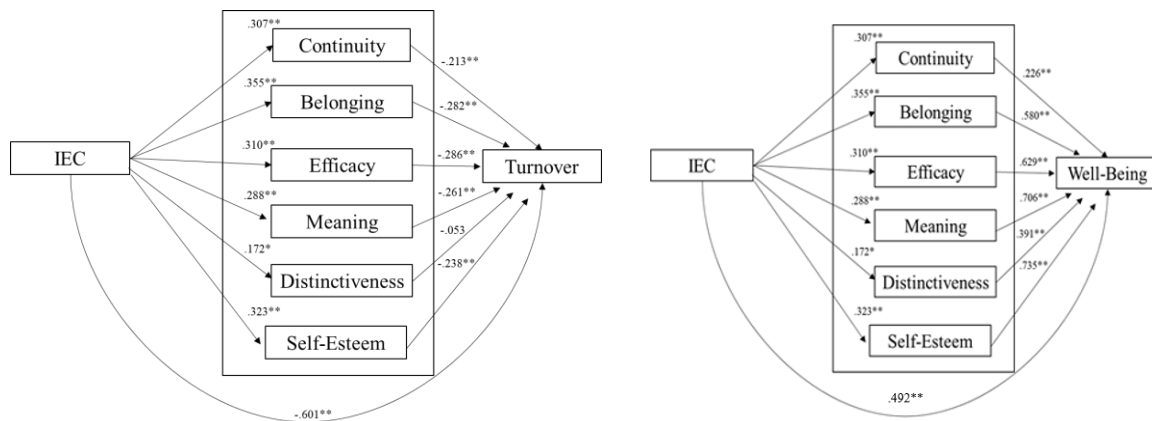 .307**
Continuity
-.213**
.355**
Belonging
-.282**
IEC
.310**
Efficacy
-.286**
Turnover
.288**
Meaning
-.261**
.172*
Distinctiveness
-.053
.323**
Self-Esteem
-.238**
-.601**
.307**
Continuity
.226**
.355**
Belonging
.580**
IEC
.310**
Efficacy
.629**
Well-Being
.288**
Meaning
.706**
.172*
Distinctiveness
.391**
.323**
Self-Esteem
.735**
.492**